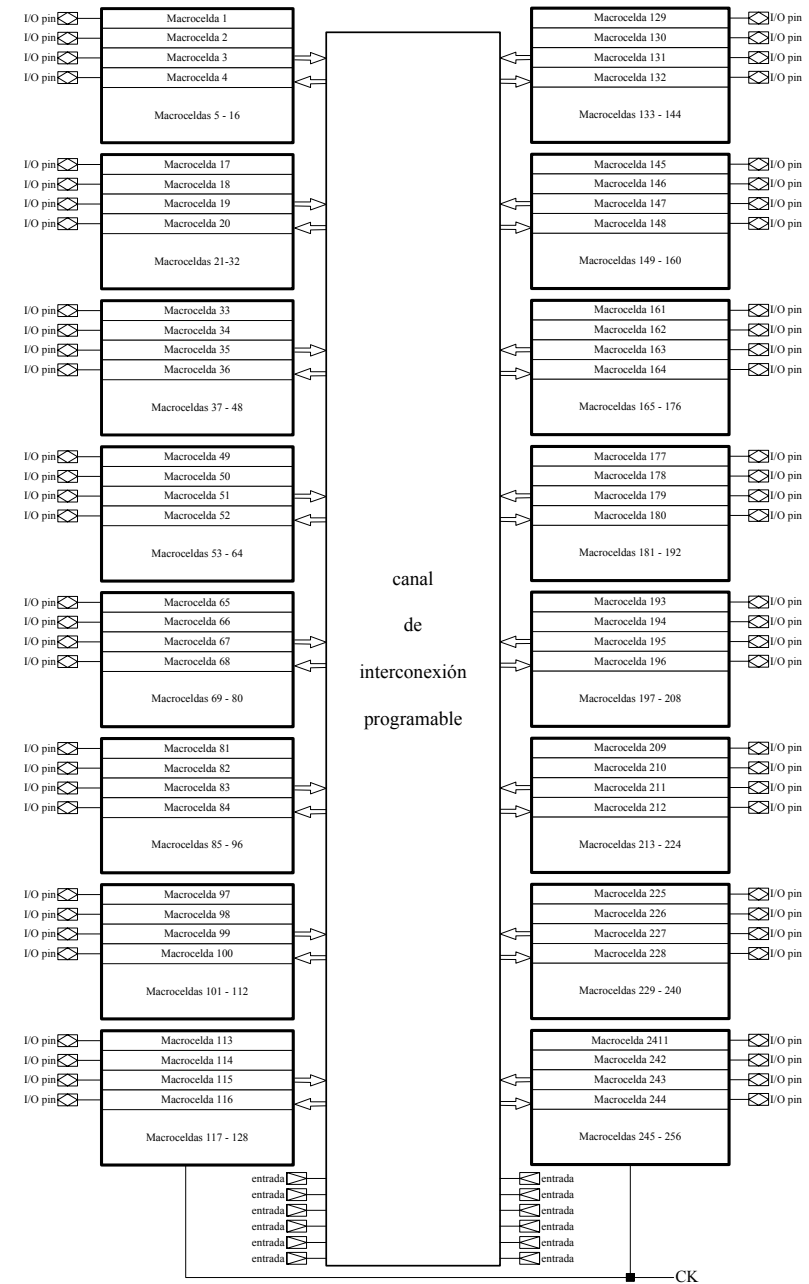 I/O pin Macrocelda 1
I/O pin Macrocelda 2
I/O pin Macrocelda 3
I/O pin Macrocelda 4
Macroceldas 5 - 16
I/O pin Macrocelda 17
I/O pin Macrocelda 18
I/O pin Macrocelda 19
I/O pin Macrocelda 20
Macroceldas 21-32
I/O pin Macrocelda 33
I/O pin Macrocelda 34
I/O pin Macrocelda 35
I/O pin Macrocelda 36
Macroceldas 37 - 48
I/O pin Macrocelda 49
I/O pin Macrocelda 50
I/O pin Macrocelda 51
I/O pin Macrocelda 52
Macroceldas 53 - 64
I/O pin Macrocelda 65
I/O pin Macrocelda 66
I/O pin Macrocelda 67
I/O pin Macrocelda 68
Macroceldas 69 - 80
I/O pin Macrocelda 81
I/O pin Macrocelda 82
I/O pin Macrocelda 83
I/O pin Macrocelda 84
Macroceldas 85 - 96
I/O pin Macrocelda 97
I/O pin Macrocelda 98
I/O pin Macrocelda 99
I/O pin Macrocelda 100
Macroceldas 101 - 112
I/O pin Macrocelda 113
I/O pin Macrocelda 114
I/O pin Macrocelda 115
I/O pin Macrocelda 116
Macroceldas 117 - 128
canal
de
interconexión
programable
Macrocelda 129 I/O pin
Macrocelda 130 I/O pin
Macrocelda 131 I/O pin
Macrocelda 132 I/O pin
Macroceldas 133 - 144
Macrocelda 145 I/O pin
Macrocelda 146 I/O pin
Macrocelda 147 I/O pin
Macrocelda 148 I/O pin
Macroceldas 149 - 160
Macrocelda 161 I/O pin
Macrocelda 162 I/O pin
Macrocelda 163 I/O pin
Macrocelda 164 I/O pin
Macroceldas 165 - 176
Macrocelda 177 I/O pin
Macrocelda 178 I/O pin
Macrocelda 179 I/O pin
Macrocelda 180 I/O pin
Macroceldas 181 - 192
Macrocelda 193 I/O pin
Macrocelda 194 I/O pin
Macrocelda 195 I/O pin
Macrocelda 196 I/O pin
Macroceldas 197 - 208
Macrocelda 209 I/O pin
Macrocelda 210 I/O pin
Macrocelda 211 I/O pin
Macrocelda 212 I/O pin
Macroceldas 213 - 224
Macrocelda 225 I/O pin
Macrocelda 226 I/O pin
Macrocelda 227 I/O pin
Macrocelda 228 I/O pin
Macroceldas 229 - 240
Macrocelda 2411 I/O pin
Macrocelda 242 I/O pin
Macrocelda 243 I/O pin
Macrocelda 244 I/O pin
Macroceldas 245 - 256
entrada entrada
entrada entrada
entrada entrada
entrada entrada
entrada entrada
entrada entrada
CK